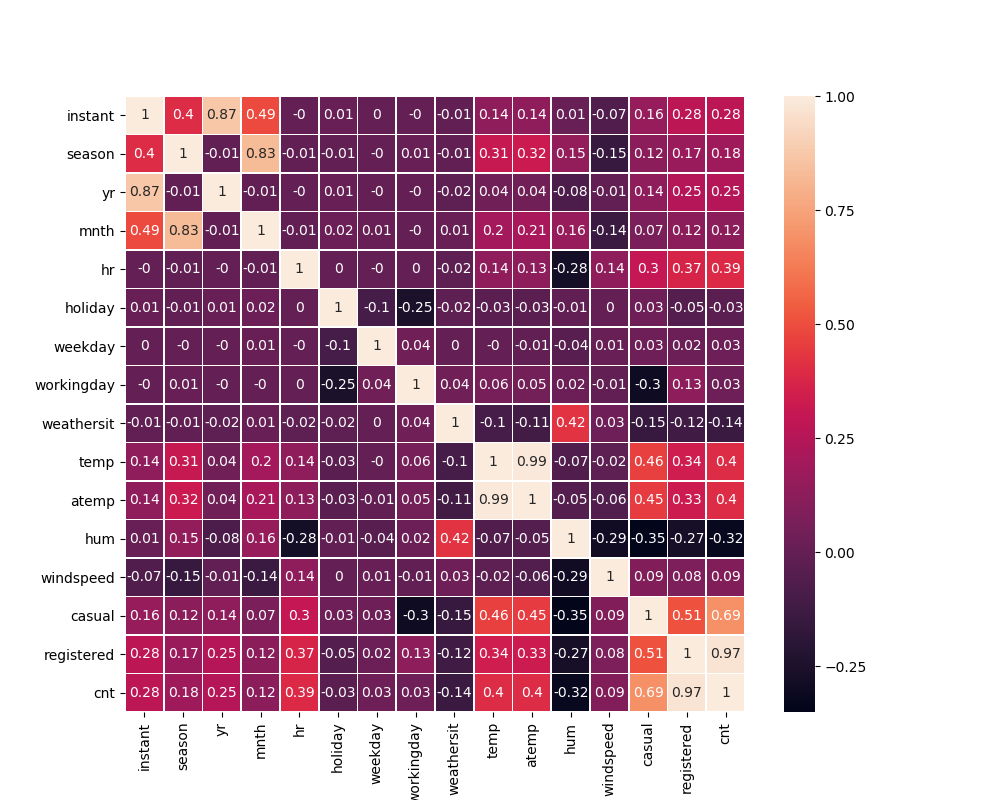 instant 1 0.4 0.87 0.49 -0 0.01 0 -0 -0.01 0.14 0.14 0.01 -0.07 0.16 0.28 0.28
season 0.4 1 -0.01 0.83 -0.01 -0.01 -0 0.01 -0.01 0.31 0.32 0.15 -0.15 0.12 0.17 0.18
yr 0.87 -0.01 1 -0.01 -0 0.01 -0 -0 -0.02 0.04 0.04 -0.08 -0.01 0.14 0.25 0.25
mnth 0.49 0.83 -0.01 1 -0.01 0.02 0.01 -0 0.01 0.2 0.21 0.16 -0.14 0.07 0.12 0.12
hr -0 -0.01 -0 -0.01 1 0 -0 0 -0.02 0.14 0.13 -0.28 0.14 0.3 0.37 0.39
holiday 0.01 -0.01 0.01 0.02 0 1 -0.1 -0.25 -0.02 -0.03 -0.03 -0.01 0 0.03 -0.05 -0.03
weekday 0 -0 -0 0.01 -0 -0.1 1 0.04 0 -0 -0.01 -0.04 0.01 0.03 0.02 0.03
workingday -0 0.01 -0 -0 0 -0.25 0.04 1 0.04 0.06 0.05 0.02 -0.01 -0.3 0.13 0.03
weathersit -0.01 -0.01 -0.02 0.01 -0.02 -0.02 0 0.04 1 -0.1 -0.11 0.42 0.03 -0.15 -0.12 -0.14
temp 0.14 0.31 0.04 0.2 0.14 -0.03 -0 0.06 -0.1 1 0.99 -0.07 -0.02 0.46 0.34 0.4
atemp 0.14 0.32 0.04 0.21 0.13 -0.03 -0.01 0.05 -0.11 0.99 1 -0.05 -0.06 0.45 0.33 0.4
hum 0.01 0.15 -0.08 0.16 -0.28 -0.01 -0.04 0.02 0.42 -0.07 -0.05 1 -0.29 -0.35 -0.27 -0.32
windspeed -0.07 -0.15 -0.01 -0.14 0.14 0 0.01 -0.01 0.03 -0.02 -0.06 -0.29 1 0.09 0.08 0.09
casual 0.16 0.12 0.14 0.07 0.3 0.03 0.03 -0.3 -0.15 0.46 0.45 -0.35 0.09 1 0.51 0.69
registered 0.28 0.17 0.25 0.12 0.37 -0.05 0.02 0.13 -0.12 0.34 0.33 -0.27 0.08 0.51 1 0.97
cnt 0.28 0.18 0.25 0.12 0.39 -0.03 0.03 0.03 -0.14 0.4 0.4 -0.32 0.09 0.69 0.97 1
instant season yr mnth hr holiday weekday workingday weathersit temp atemp hum windspeed casual registered cnt
1.00
0.75
0.50
0.25
0.00
−0.25